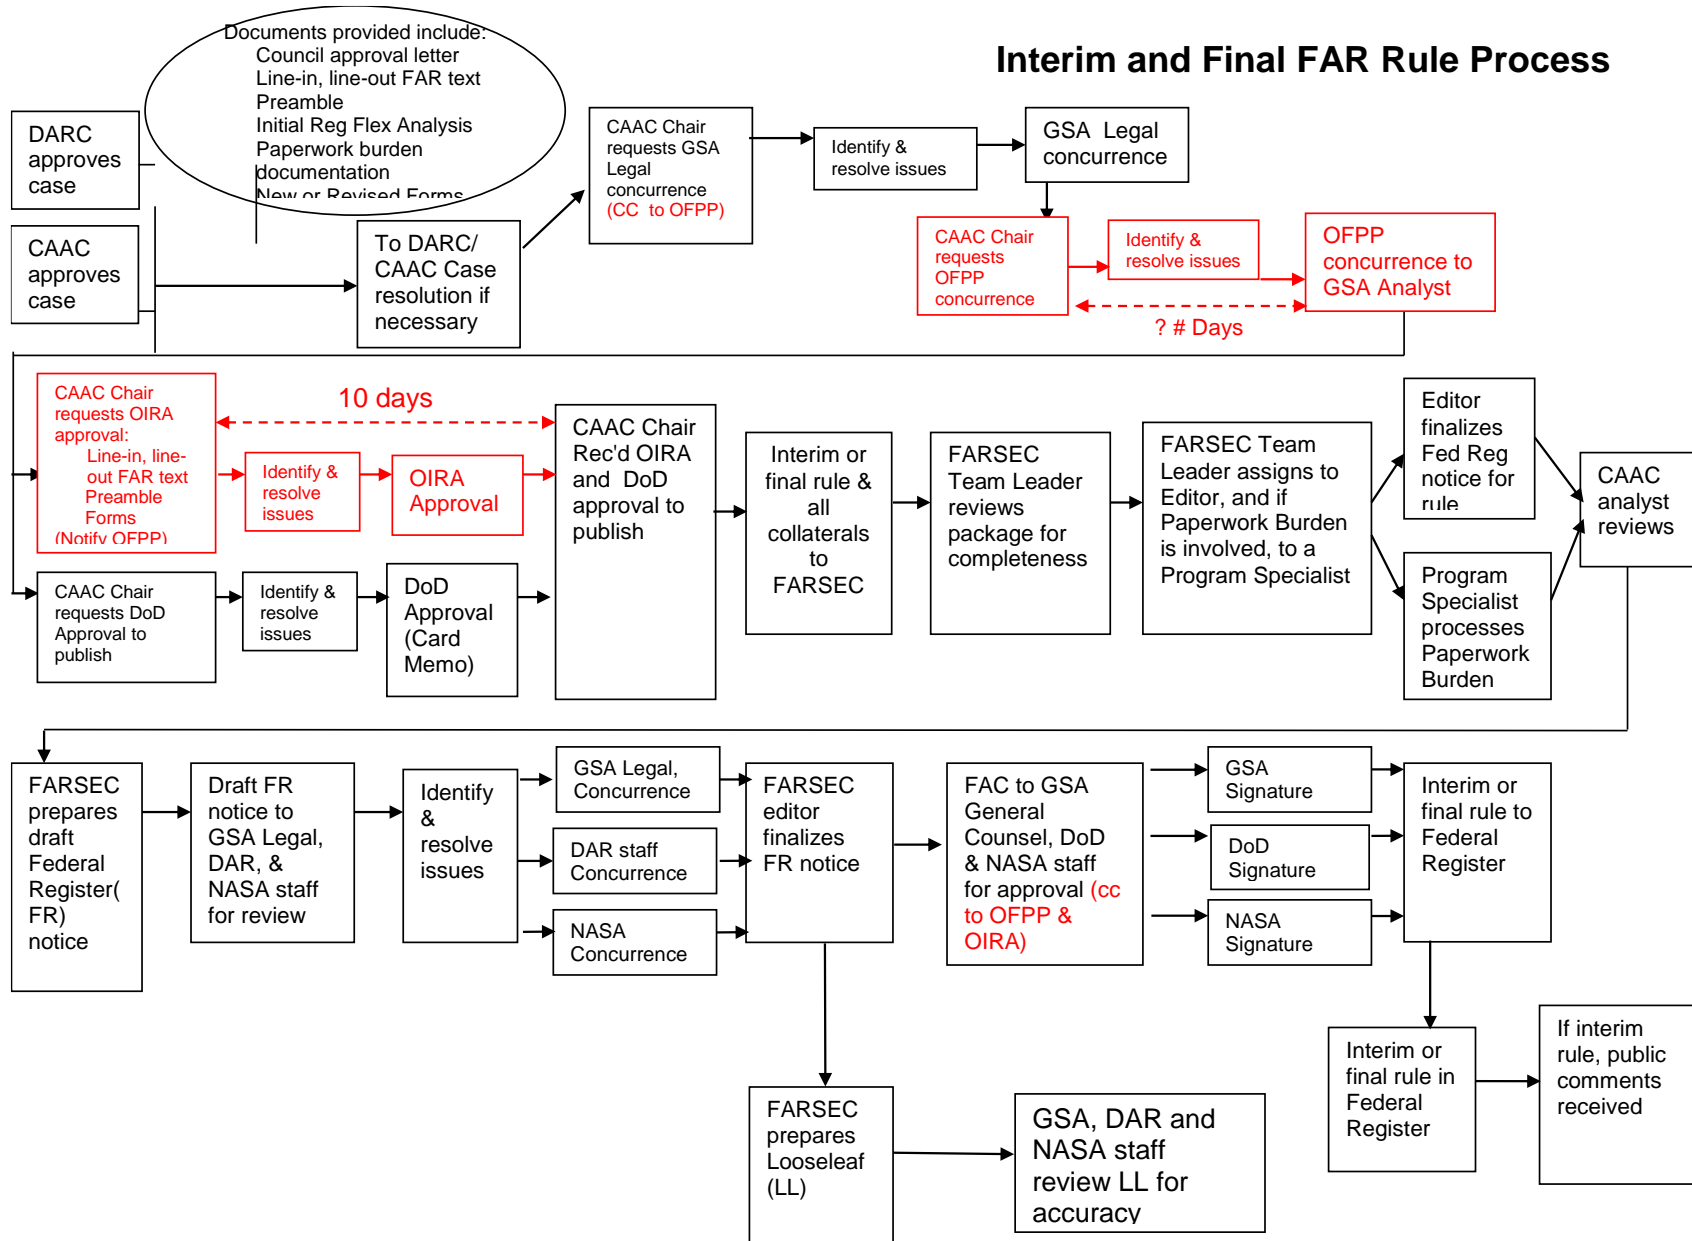 Interim and Final FAR Rule Process
Documents provided include:
Council approval letter
Line-in, line-out FAR text
Preamble
Initial Reg Flex Analysis
Paperwork burden
documentation
New or Revised Forms
DARC
approves
case
CAAC
approves
case
To DARC/
CAAC Case
resolution if
necessary
CAAC Chair
requests GSA
Legal
concurrence
(CC to OFPP)
Identify &
resolve issues
GSA Legal
concurrence
CAAC Chair
requests
OFPP
concurrence
Identify &
resolve issues
OFPP
concurrence to
GSA Analyst
? # Days
CAAC Chair
requests OIRA
approval:
Line-in, line-
out FAR text
Preamble
Forms
(Notify OFPP)
10 days
Identify &
resolve
issues
OIRA
Approval
CAAC Chair
requests DoD
Approval to
publish
Identify &
resolve
issues
DoD
Approval
(Card
Memo)
CAAC Chair
Rec'd OIRA
and DoD
approval to
publish
Interim or
final rule &
all
collaterals
to
FARSEC
FARSEC
Team Leader
reviews
package for
completeness
FARSEC Team
Leader assigns to
Editor, and if
Paperwork Burden
is involved, to a
Program Specialist
Editor
finalizes
Fed Reg
notice for
rule
Program
Specialist
processes
Paperwork
Burden
CAAC
analyst
reviews
FARSEC
prepares
draft
Federal
Register(
FR)
notice
Draft FR
notice to
GSA Legal,
DAR, &
NASA staff
for review
Identify
&
resolve
issues
GSA Legal,
Concurrence
DAR staff
Concurrence
NASA
Concurrence
FARSEC
editor
finalizes
FR notice
FAC to GSA
General
Counsel, DoD
& NASA staff
for approval (cc
to OFPP &
OIRA)
GSA
Signature
DoD
Signature
NASA
Signature
Interim or
final rule to
Federal
Register
Interim or
final rule in
Federal
Register
If interim
rule, public
comments
received
FARSEC
prepares
Looseleaf
(LL)
GSA, DAR and
NASA staff
review LL for
accuracy